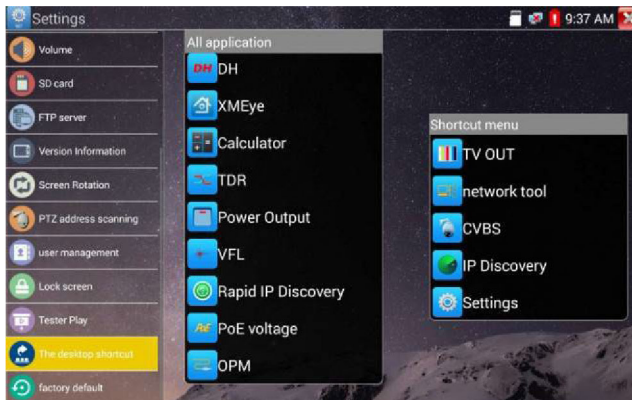 Settings
9:37 AM
Volume
SD card
FTP server
Version Information
Screen Rotation
PTZ address scanning
user management
Lock screen
Tester Play
The desktop shortcut
factory default
All application
DH DH
XMEye
Calculator
TDR
Power Output
VFL
Rapid IP Discovery
PoE PoE voltage
OPM
Shortcut menu
TV OUT
network tool
CVBS
IP Discovery
Settings